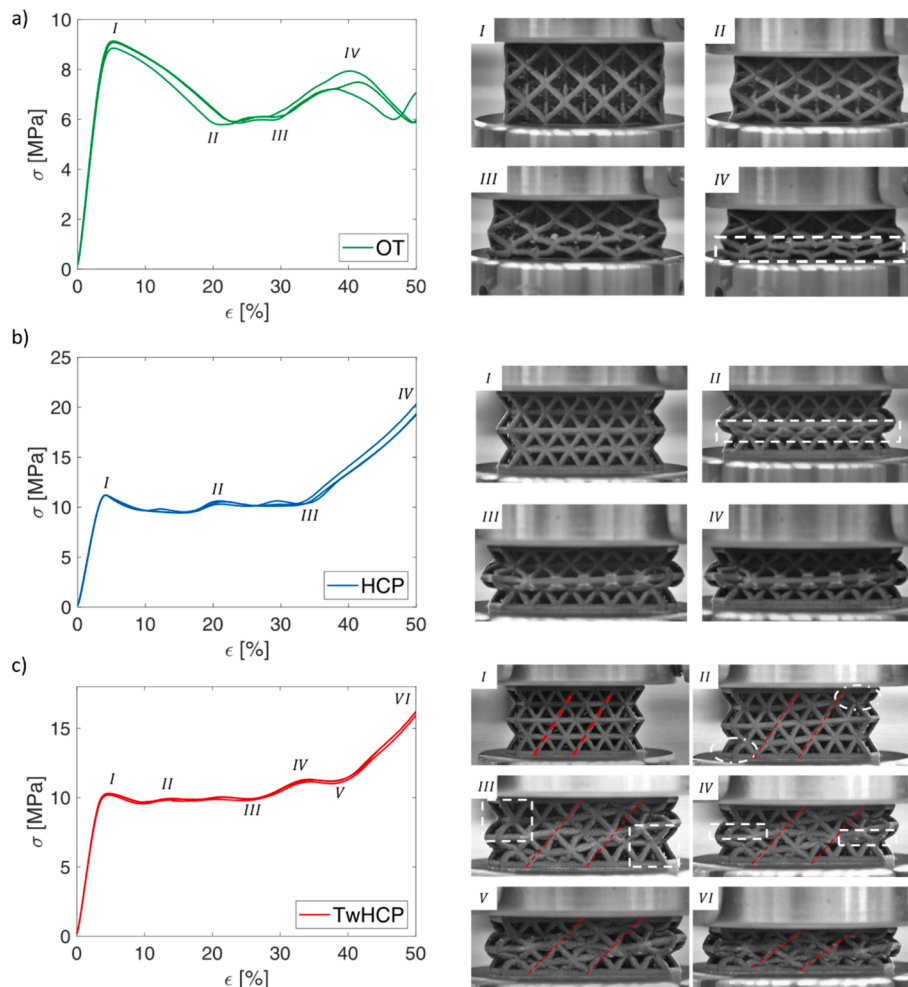 a)
σ [MPa]
10
8
6
4
2
0
0 10 20 30 40 50
ϵ [%]
I
II
III
IV
OT
I
II
III
IV
b)
σ [MPa]
25
20
15
10
5
0
0 10 20 30 40 50
ϵ [%]
I
II
III
IV
HCP
I
II
III
IV
c)
σ [MPa]
15
10
5
0
0 10 20 30 40 50
ϵ [%]
I
II
III
IV
V
VI
TwHCP
I
II
III
IV
V
VI